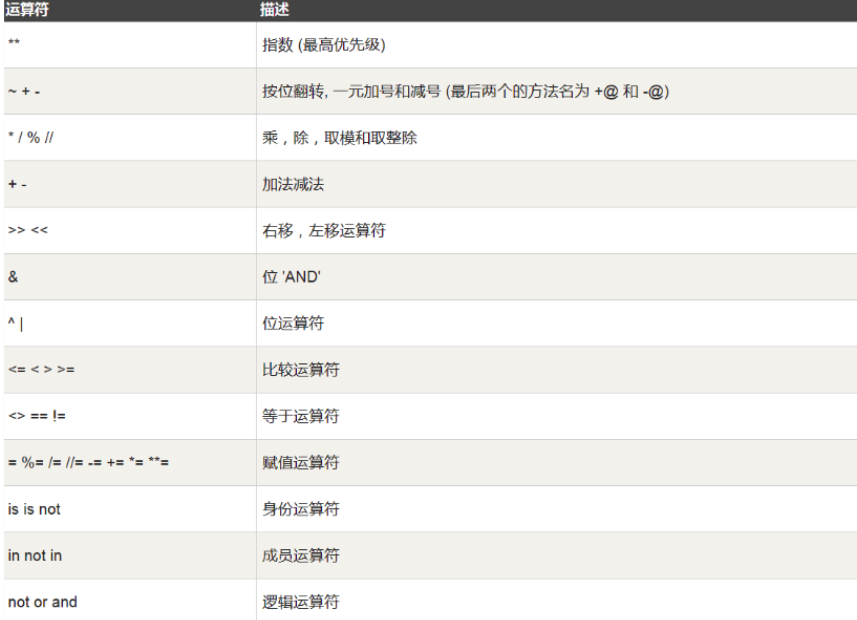 运算符 描述
** 指数 (最高优先级)
~ + - 按位翻转, 一元加号和减号 (最后两个的方法名为 +@ 和 -@)
* / % // 乘，除，取模和取整除
+ - 加法减法
>> << 右移，左移运算符
& 位 'AND'
^ | 位运算符
<= < > >= 比较运算符
<> == != 等于运算符
= %= /= //= -= += *= **= 赋值运算符
is is not 身份运算符
in not in 成员运算符
not or and 逻辑运算符